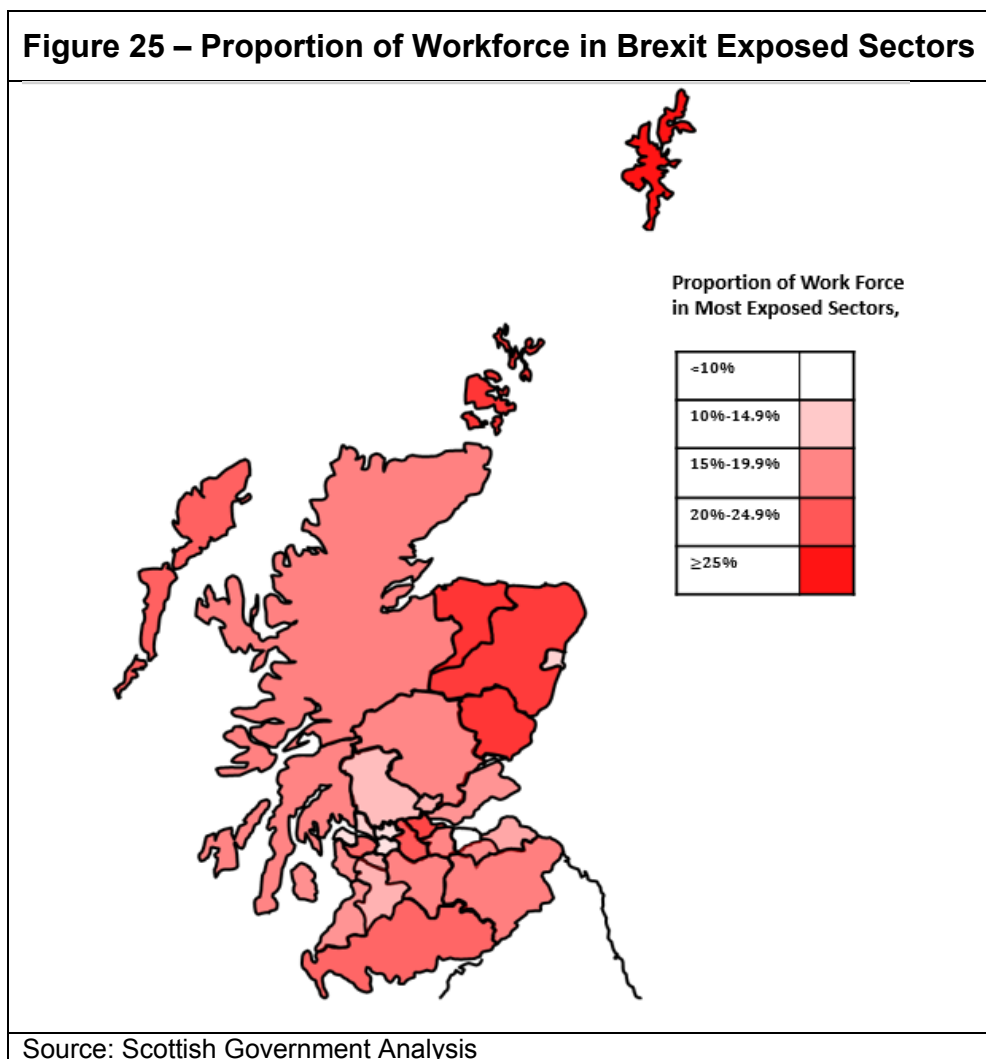 Figure 25 – Proportion of Workforce in Brexit Exposed Sectors
Proportion of Work Force
in Most Exposed Sectors,
<10%
10%-14.9%
15%-19.9%
20%-24.9%
≥25%
Source: Scottish Government Analysis